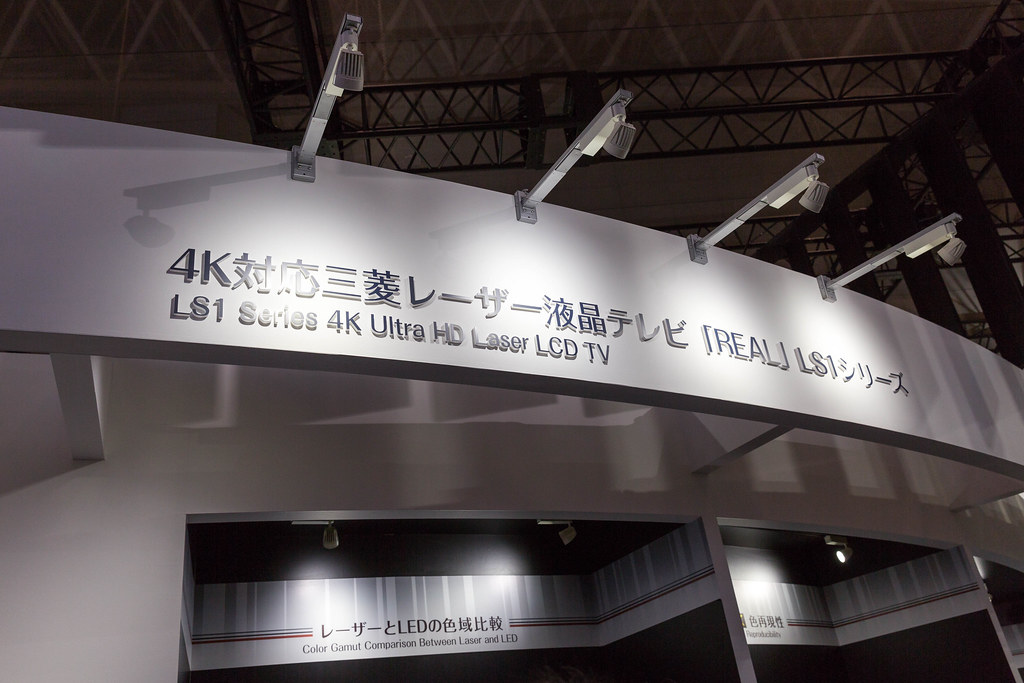 4K対応三菱レーザー液晶テレビ「REAL」LS1シリーズ
LS1 Series 4K Ultra HD Laser LCD TV
レーザーとLEDの色域比較
Color Gamut Comparison Between Laser and LED
色再現性
Reproducibility